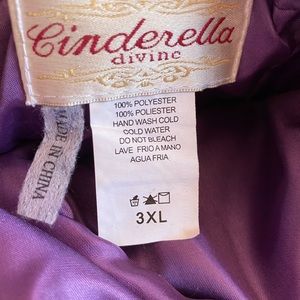 Cinderella
divine
MADE IN CHINA
100% POLYESTER
100% POLIESTER
HAND WASH COLD
COLD WATER
DO NOT BLEACH
LAVE FRIO A MANO
AGUA FRIA
3XL